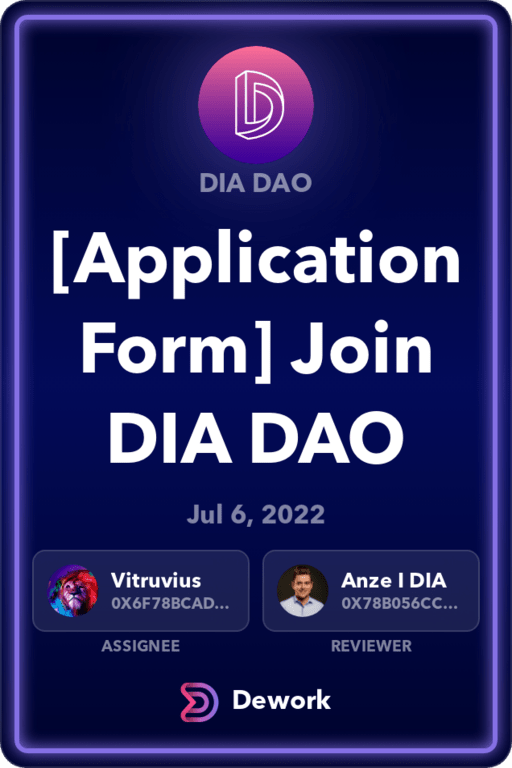 DIA DAO
[Application
Form] Join
DIA DAO
Jul 6, 2022
Vitruvius
0X6F78BCAD...
Anze I DIA
0X78B056CC...
ASSIGNEE
REVIEWER
Dework